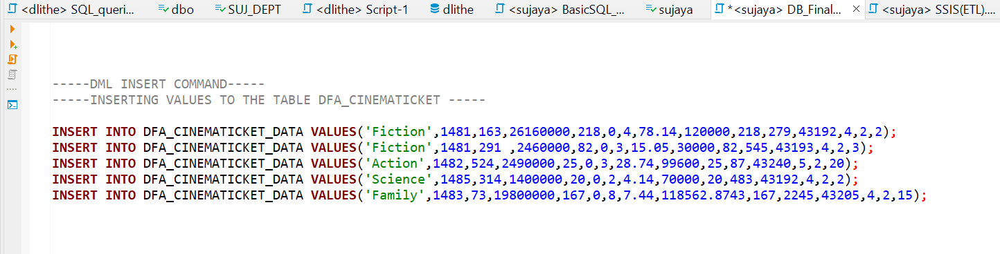 <dlithe> SQL_queri... dbo SUJ_DEPT <dlithe> Script-1 dlithe <sujaya> BasicSQL_... sujaya *<sujaya> DB_Final... <sujaya> SSIS(ETL)....
-----DML INSERT COMMAND-----
-----INSERTING VALUES TO THE TABLE DFA_CINEMATICKET -----
INSERT INTO DFA_CINEMATICKET_DATA VALUES('Fiction',1481,163,26160000,218,0,4,78.14,120000,218,279,43192,4,2,2);
INSERT INTO DFA_CINEMATICKET_DATA VALUES('Fiction',1481,291 ,2460000,82,0,3,15.05,30000,82,545,43193,4,2,3);
INSERT INTO DFA_CINEMATICKET_DATA VALUES('Action',1482,524,2490000,25,0,3,28.74,99600,25,87,43240,5,2,20);
INSERT INTO DFA_CINEMATICKET_DATA VALUES('Science',1485,314,1400000,20,0,2,4.14,70000,20,483,43192,4,2,2);
INSERT INTO DFA_CINEMATICKET_DATA VALUES('Family',1483,73,19800000,167,0,8,7.44,118562.8743,167,2245,43205,4,2,15);